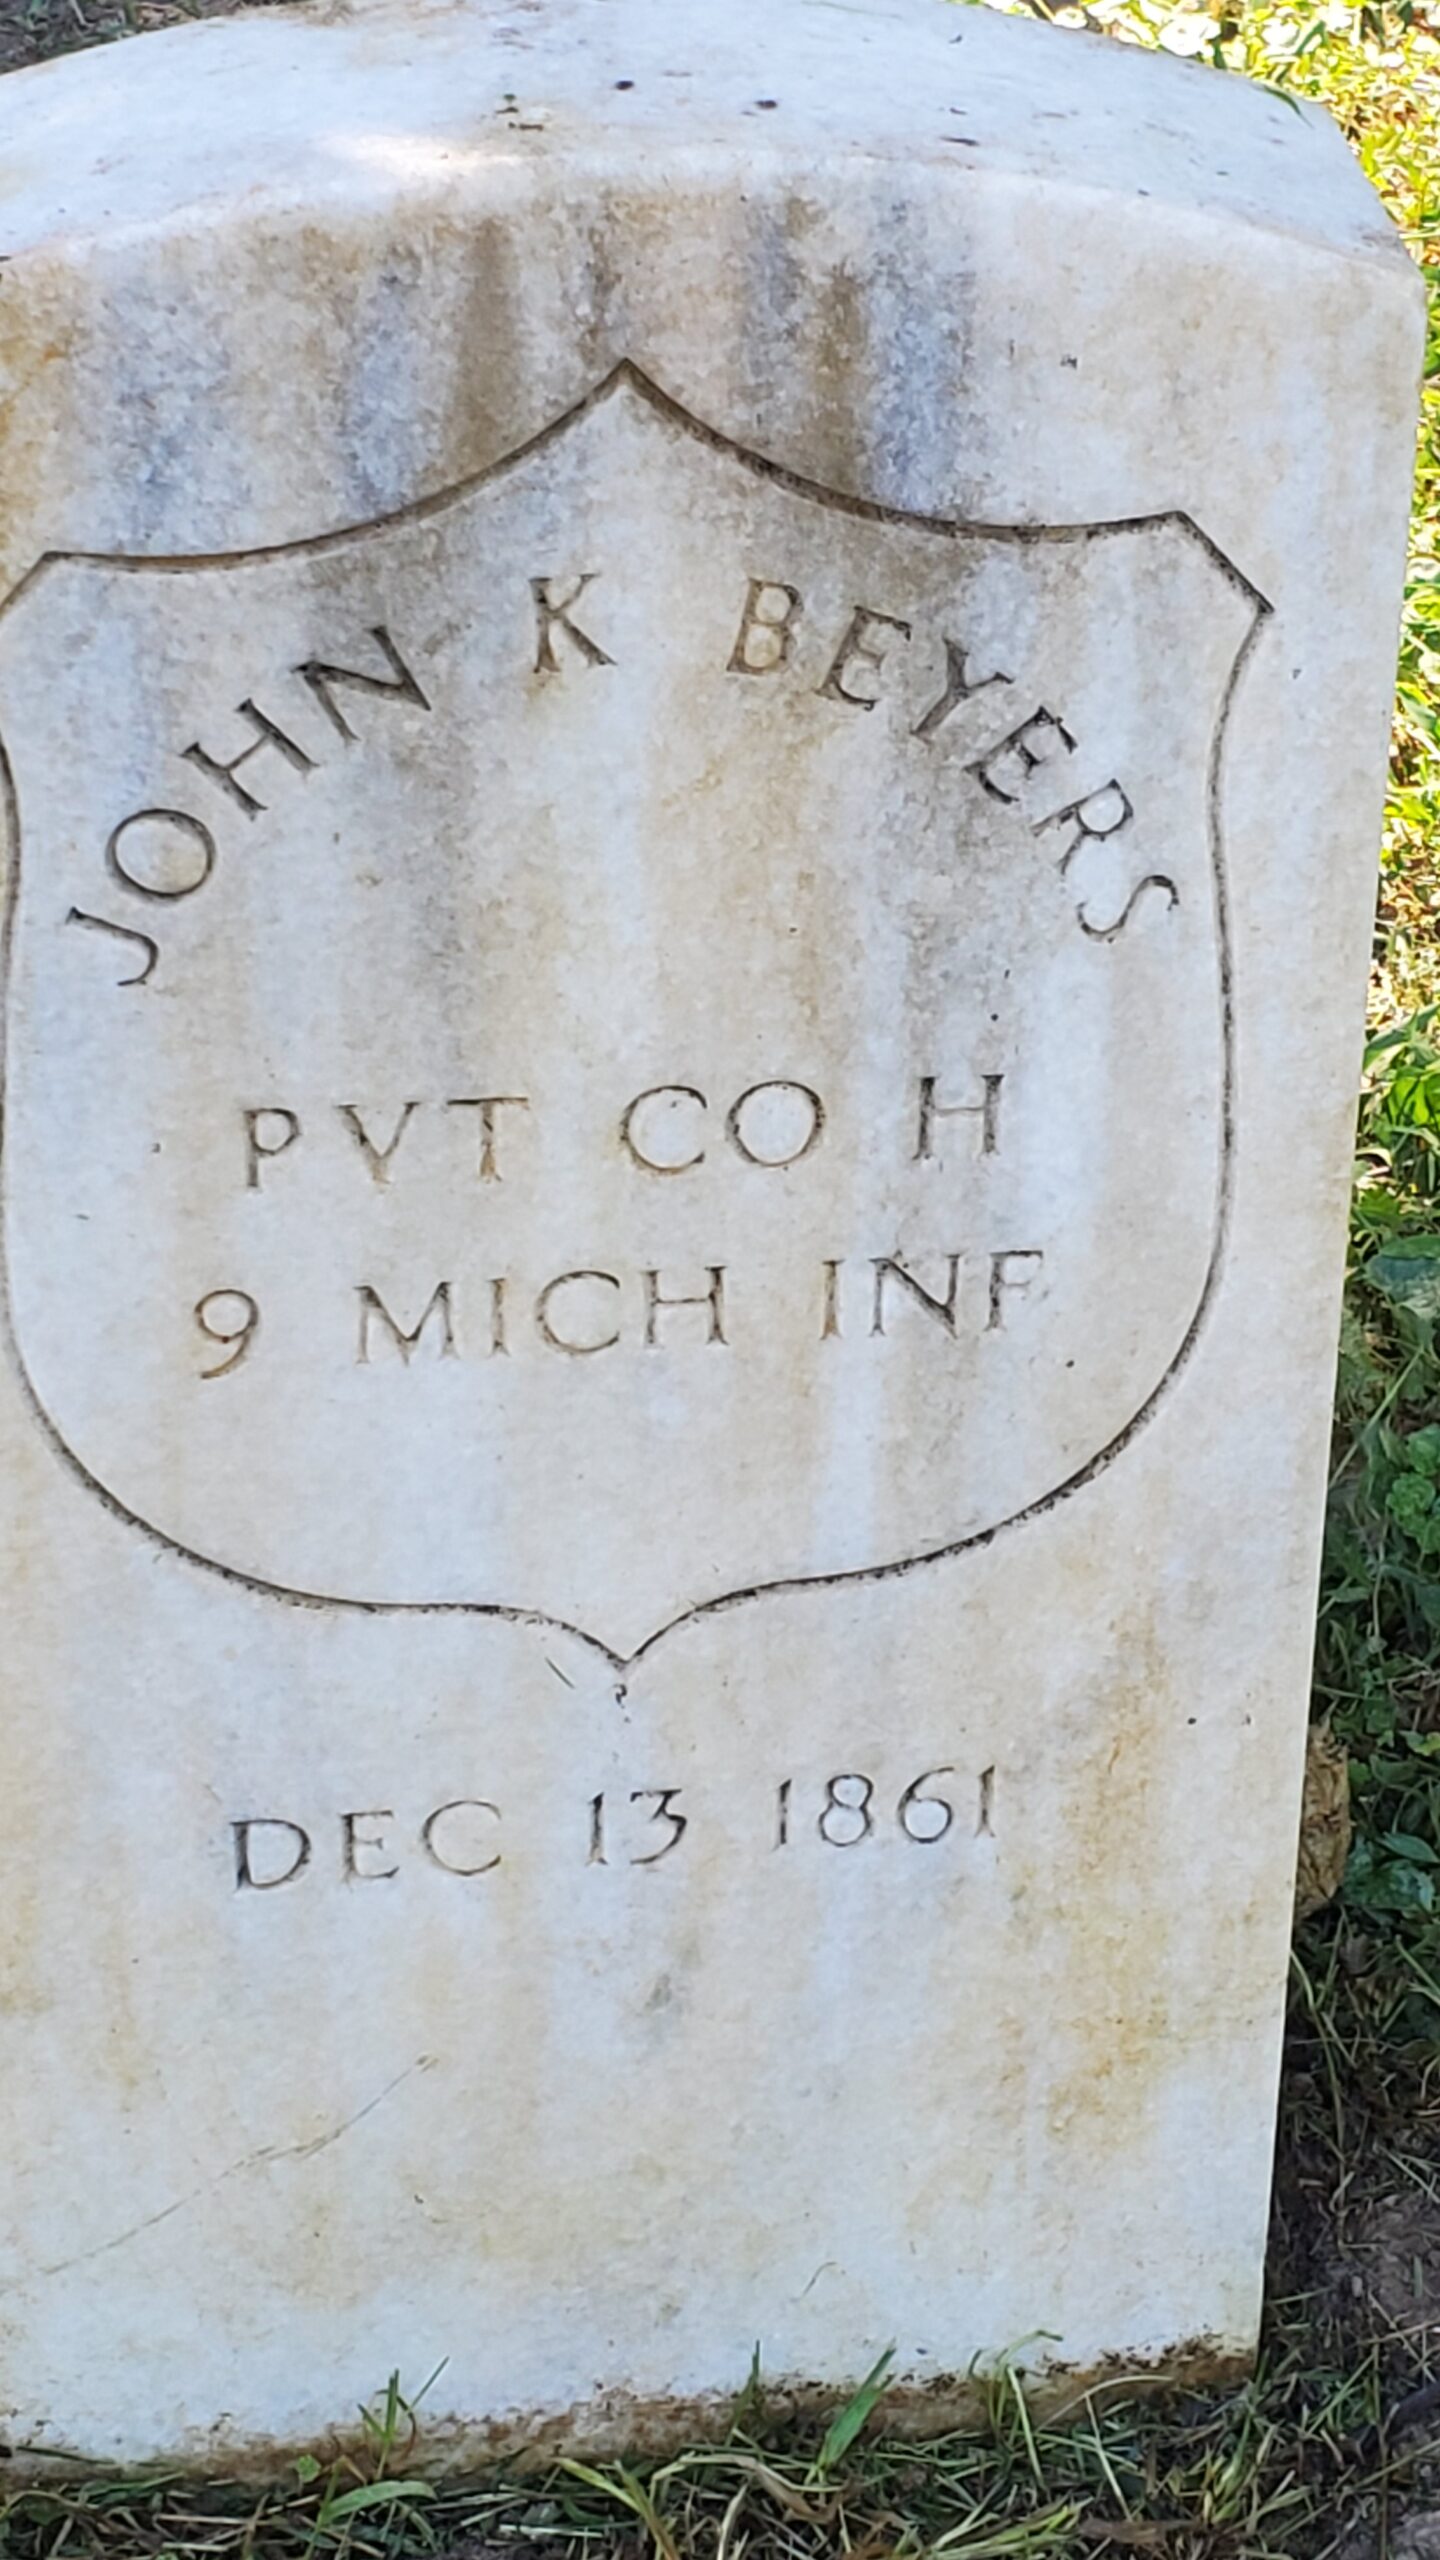 JOHN K BEYERS
PVT CO H
9 MICH INF
DEC 13 1861